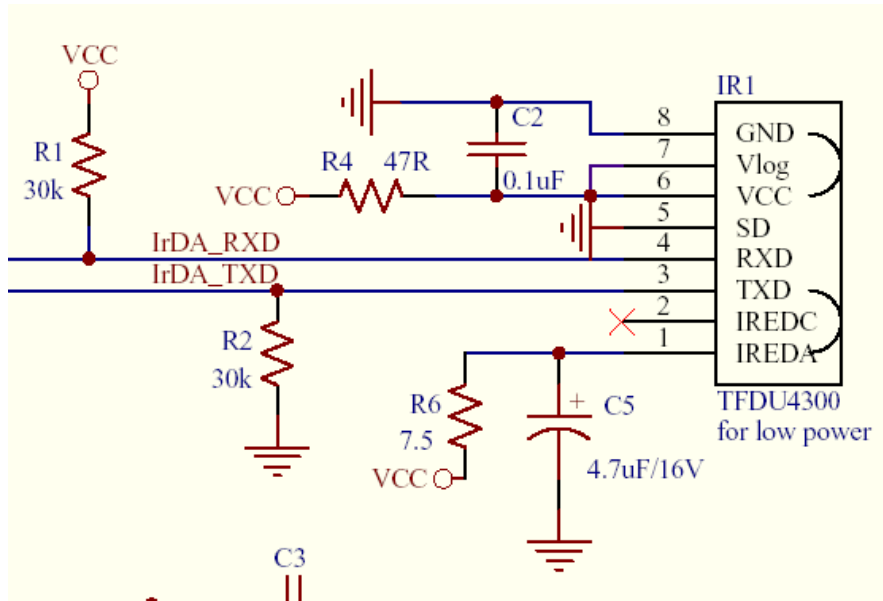 VCC
R1
30k
IrDA_RXD
IrDA_TXD
R2
30k
VCC
R4 47R
C2
0.1uF
IR1
8 GND
7 Vlog
6 VCC
5 SD
4 RXD
3 TXD
2 IREDC
1 IREDA
TFDU4300
for low power
R6
7.5
VCC
+ C5
4.7uF/16V
C3